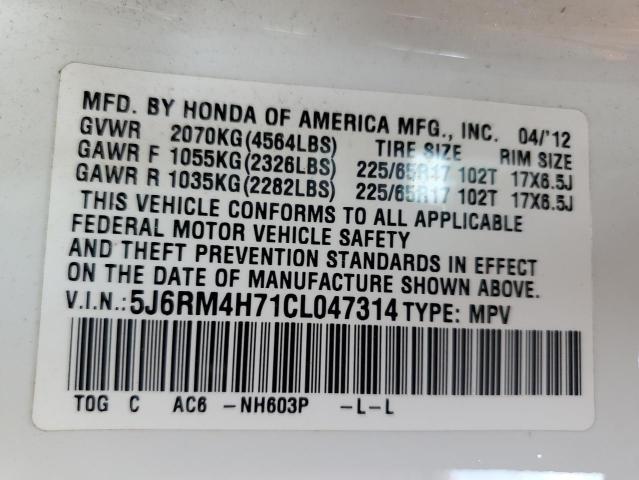 MFD. BY HONDA OF AMERICA MFG., INC. 04/'12
GVWR 2070KG(4564LBS) TIRE SIZE RIM SIZE
GAWR F 1055KG(2326LBS) 225/65R17 102T 17X6.5J
GAWR R 1035KG(2282LBS) 225/65R17 102T 17X6.5J
THIS VEHICLE CONFORMS TO ALL APPLICABLE
FEDERAL MOTOR VEHICLE SAFETY
AND THEFT PREVENTION STANDARDS IN EFFECT
ON THE DATE OF MANUFACTURE SHOWN ABOVE.
V.I.N.: 5J6RM4H71CL047314 TYPE: MPV
TOG C AC6 -NH603P -L-L